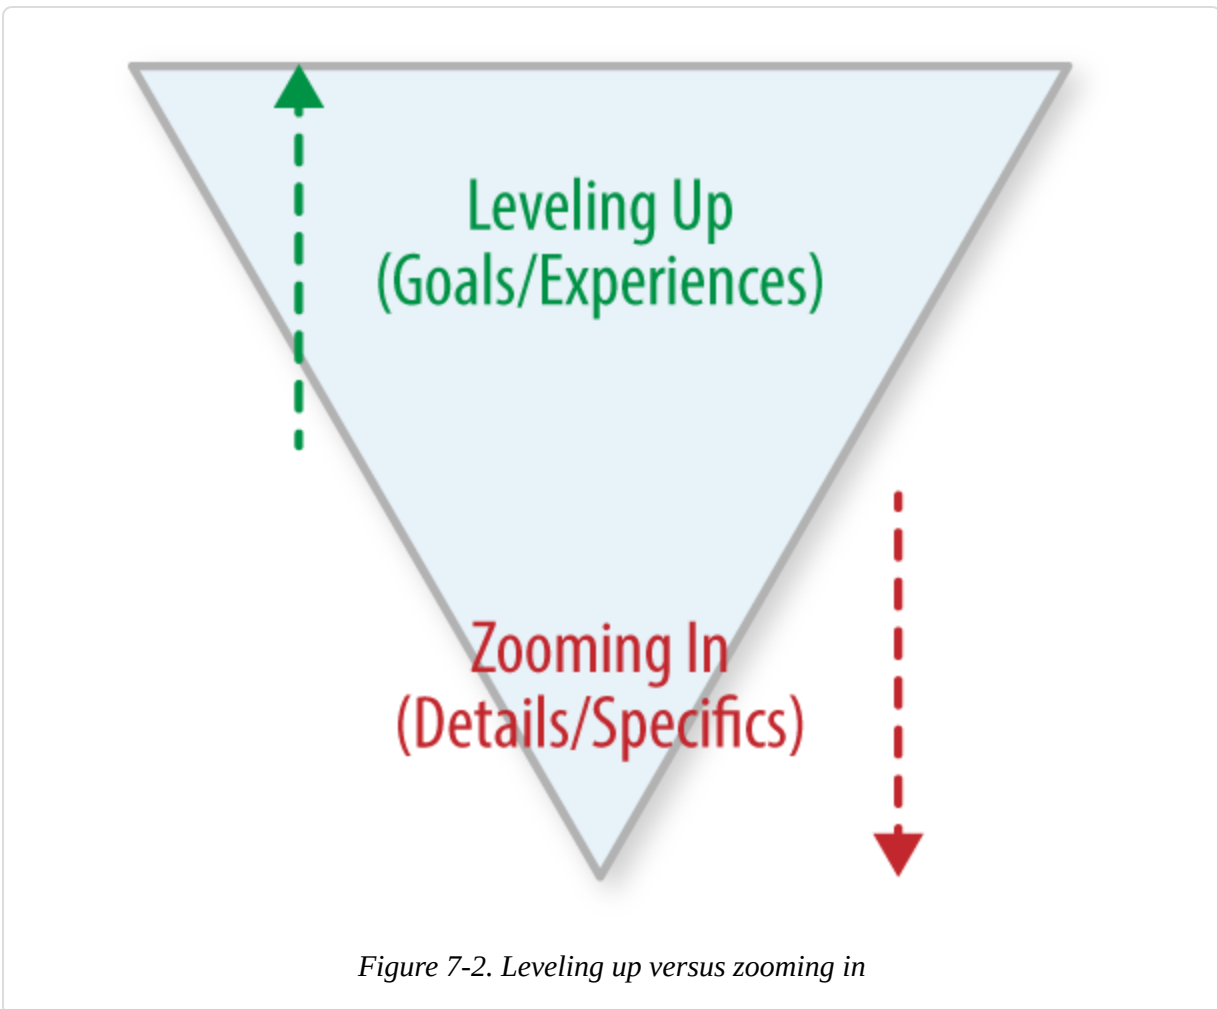 Leveling Up
(Goals/Experiences)
Zooming In
(Details/Specifics)
Figure 7-2. Leveling up versus zooming in